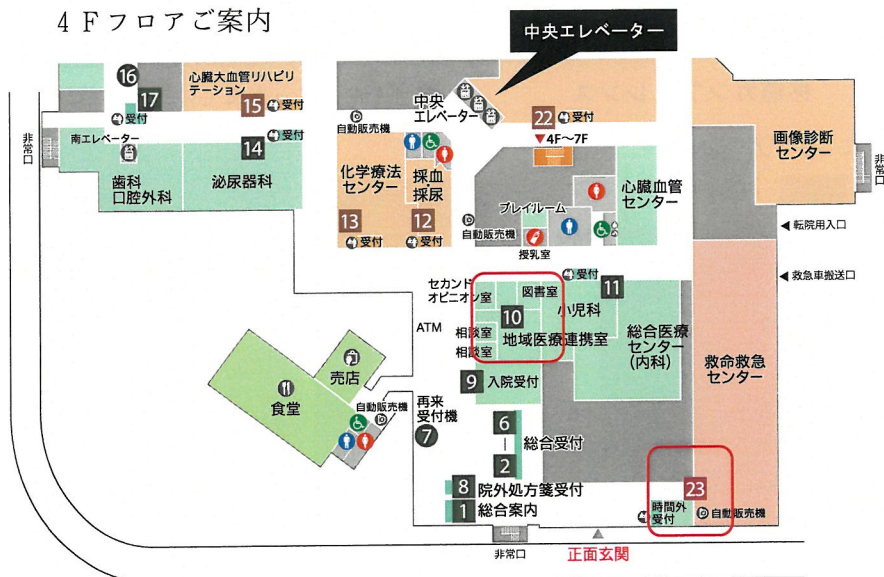 ４Ｆフロアご案内
中央エレベーター
16
17
受付
心臓大血管リハビリ
テーション
15
受付
南エレベーター
14
受付
非常口
歯科
口腔外科
泌尿器科
自動販売機
中央
エレベーター
22
受付
▼4F～7F
化学療法
センター
採血・
採尿
13
受付
12
受付
自動販売機
プレイルーム
授乳室
心臓血管
センター
画像診断
センター
非常口
◀転院用入口
◀救急車搬送口
セカンド
オピニオン室
図書室
10
相談室
相談室
地域医療連携室
受付
11
小児科
総合医療
センター
(内科)
救命救急
センター
ATM
売店
食堂
自動販売機
9
入院受付
再来
受付機
7
6
｜
2
総合受付
8
院外処方箋受付
1
総合案内
23
時間外
受付
自動販売機
非常口
正面玄関